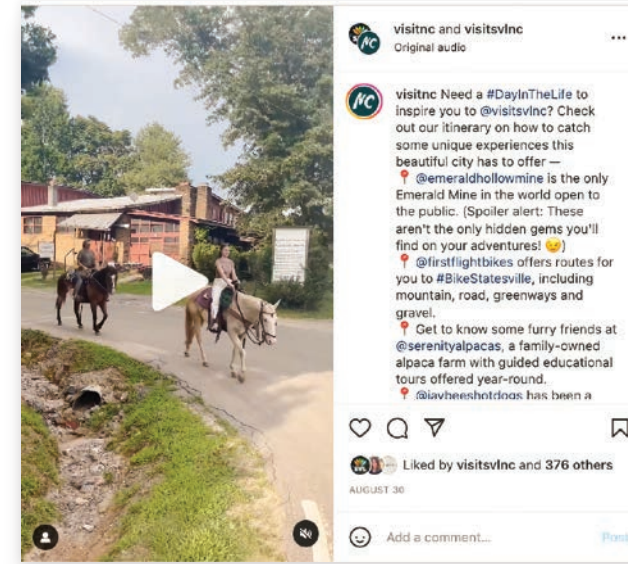 visitnc and visitsvlnc
Original audio
visitnc Need a #DayInTheLife to
inspire you to @visitsvlnc? Check
out our itinerary on how to catch
some unique experiences this
beautiful city has to offer —
📍 @emeraldhollowmine is the only
Emerald Mine in the world open to
the public. (Spoiler alert: These
aren't the only hidden gems you'll
find on your adventures! 😉)
📍 @firstflightbikes offers routes for
you to #BikeStatesville, including
mountain, road, greenways and
gravel.
📍 Get to know some furry friends at
@serenityalpacas, a family-owned
alpaca farm with guided educational
tours offered year-round.
📍 @jaybeeshotdogs has been a
Liked by visitsvlnc and 376 others
AUGUST 30
Add a comment...
Post
NC
NC